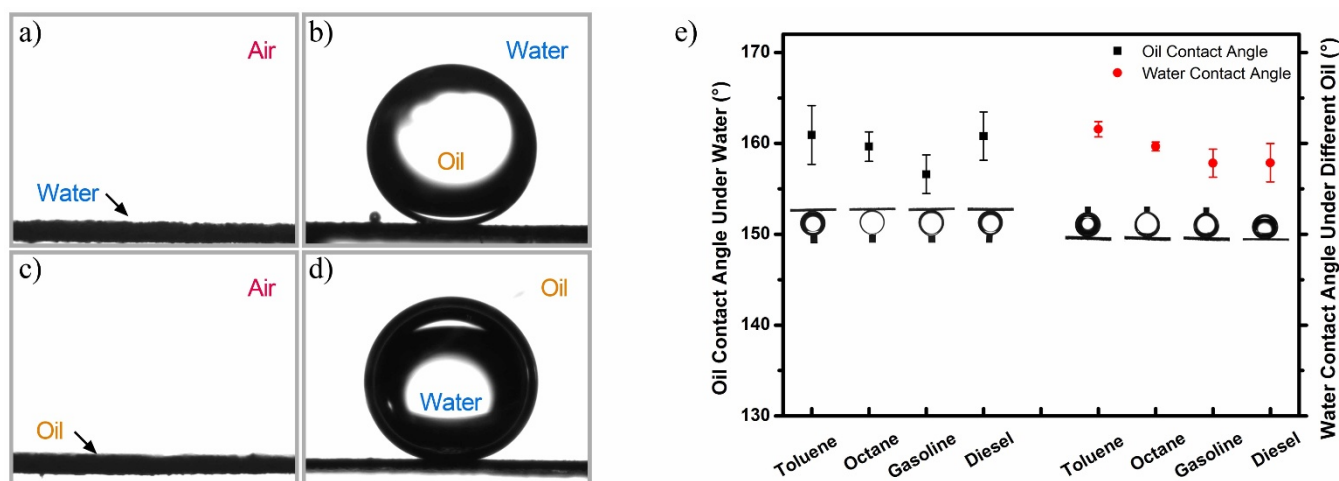 a)
Air
Water
b)
Water
Oil
c)
Air
Oil
d)
Oil
Water
e)
Oil Contact Angle Under Water (°)
170
160
150
140
130
Oil Contact Angle
Water Contact Angle
Toluene
Octane
Gasoline
Diesel
Toluene
Octane
Gasoline
Diesel
Water Contact Angle Under Different Oil (°)